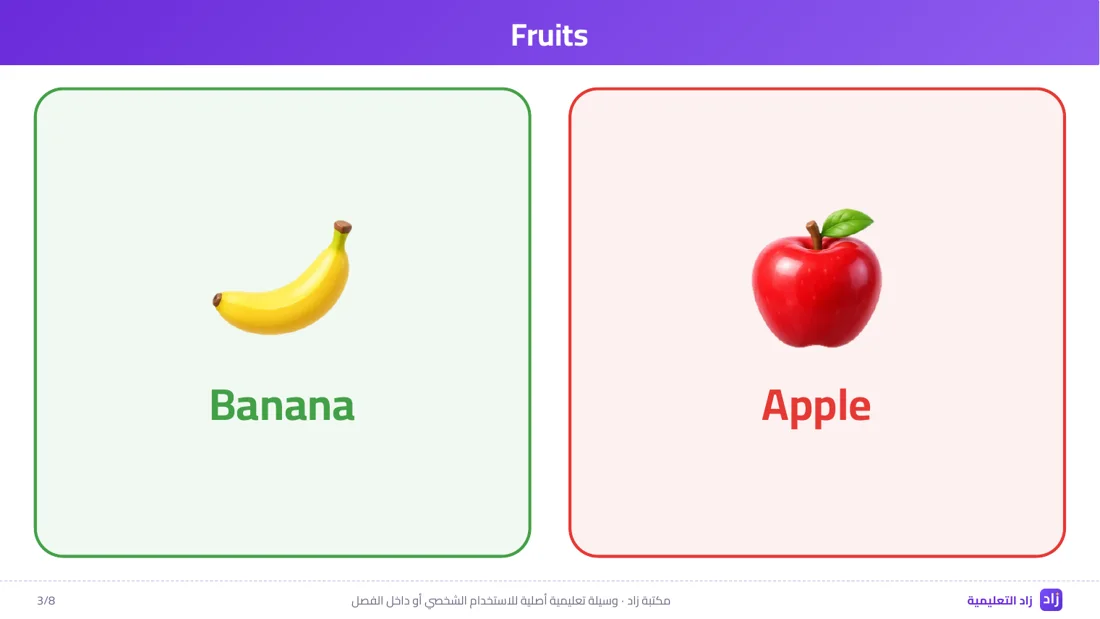 Fruits
Banana
Apple
3/8
مكتبة زاد · وسيلة تعليمية أصلية للاستخدام الشخصي أو داخل الفصل
زاد التعليمية
زاد